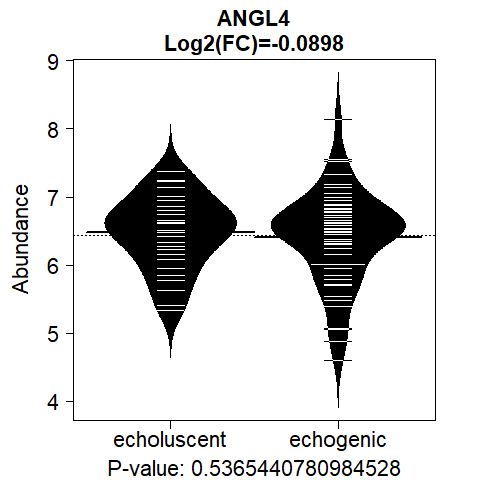 ANGL4
Log2(FC)=-0.0898
9
8
7
6
5
4
Abundance
echoluscent echogenic
P-value: 0.5365440780984528